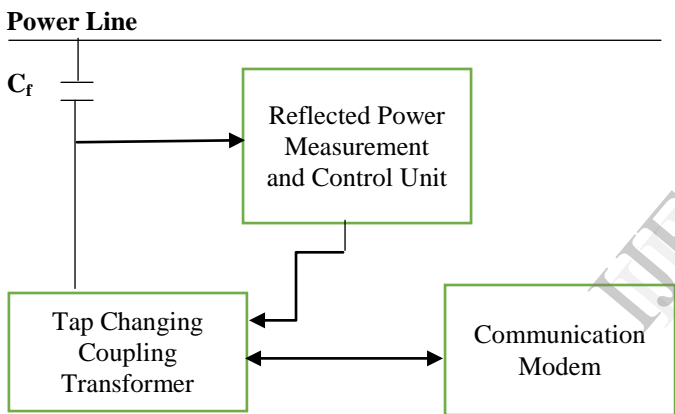 Power Line
Cf
Reflected Power
Measurement
and Control Unit
Tap Changing
Coupling
Transformer
Communication
Modem